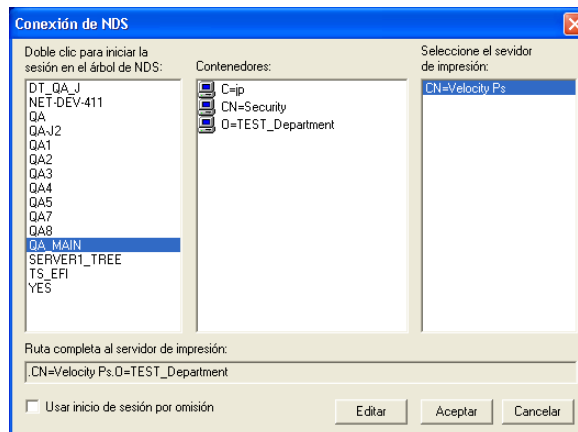 Conexión de NDS
Doble clic para iniciar la
sesión en el árbol de NDS:
DT_QA_J
NET-DEV-411
QA
QA-J2
QA1
QA2
QA3
QA4
QA5
QA7
QA8
QA_MAIN
SERVER1_TREE
TS_EFI
YES
Contenedores:
C=jp
CN=Security
O=TEST_Department
Seleccione el sevidor
de impresión:
CN=Velocity Ps
Ruta completa al servidor de impresión:
.CN=Velocity Ps.O=TEST_Department
Usar inicio de sesión por omisión
Editar
Aceptar
Cancelar